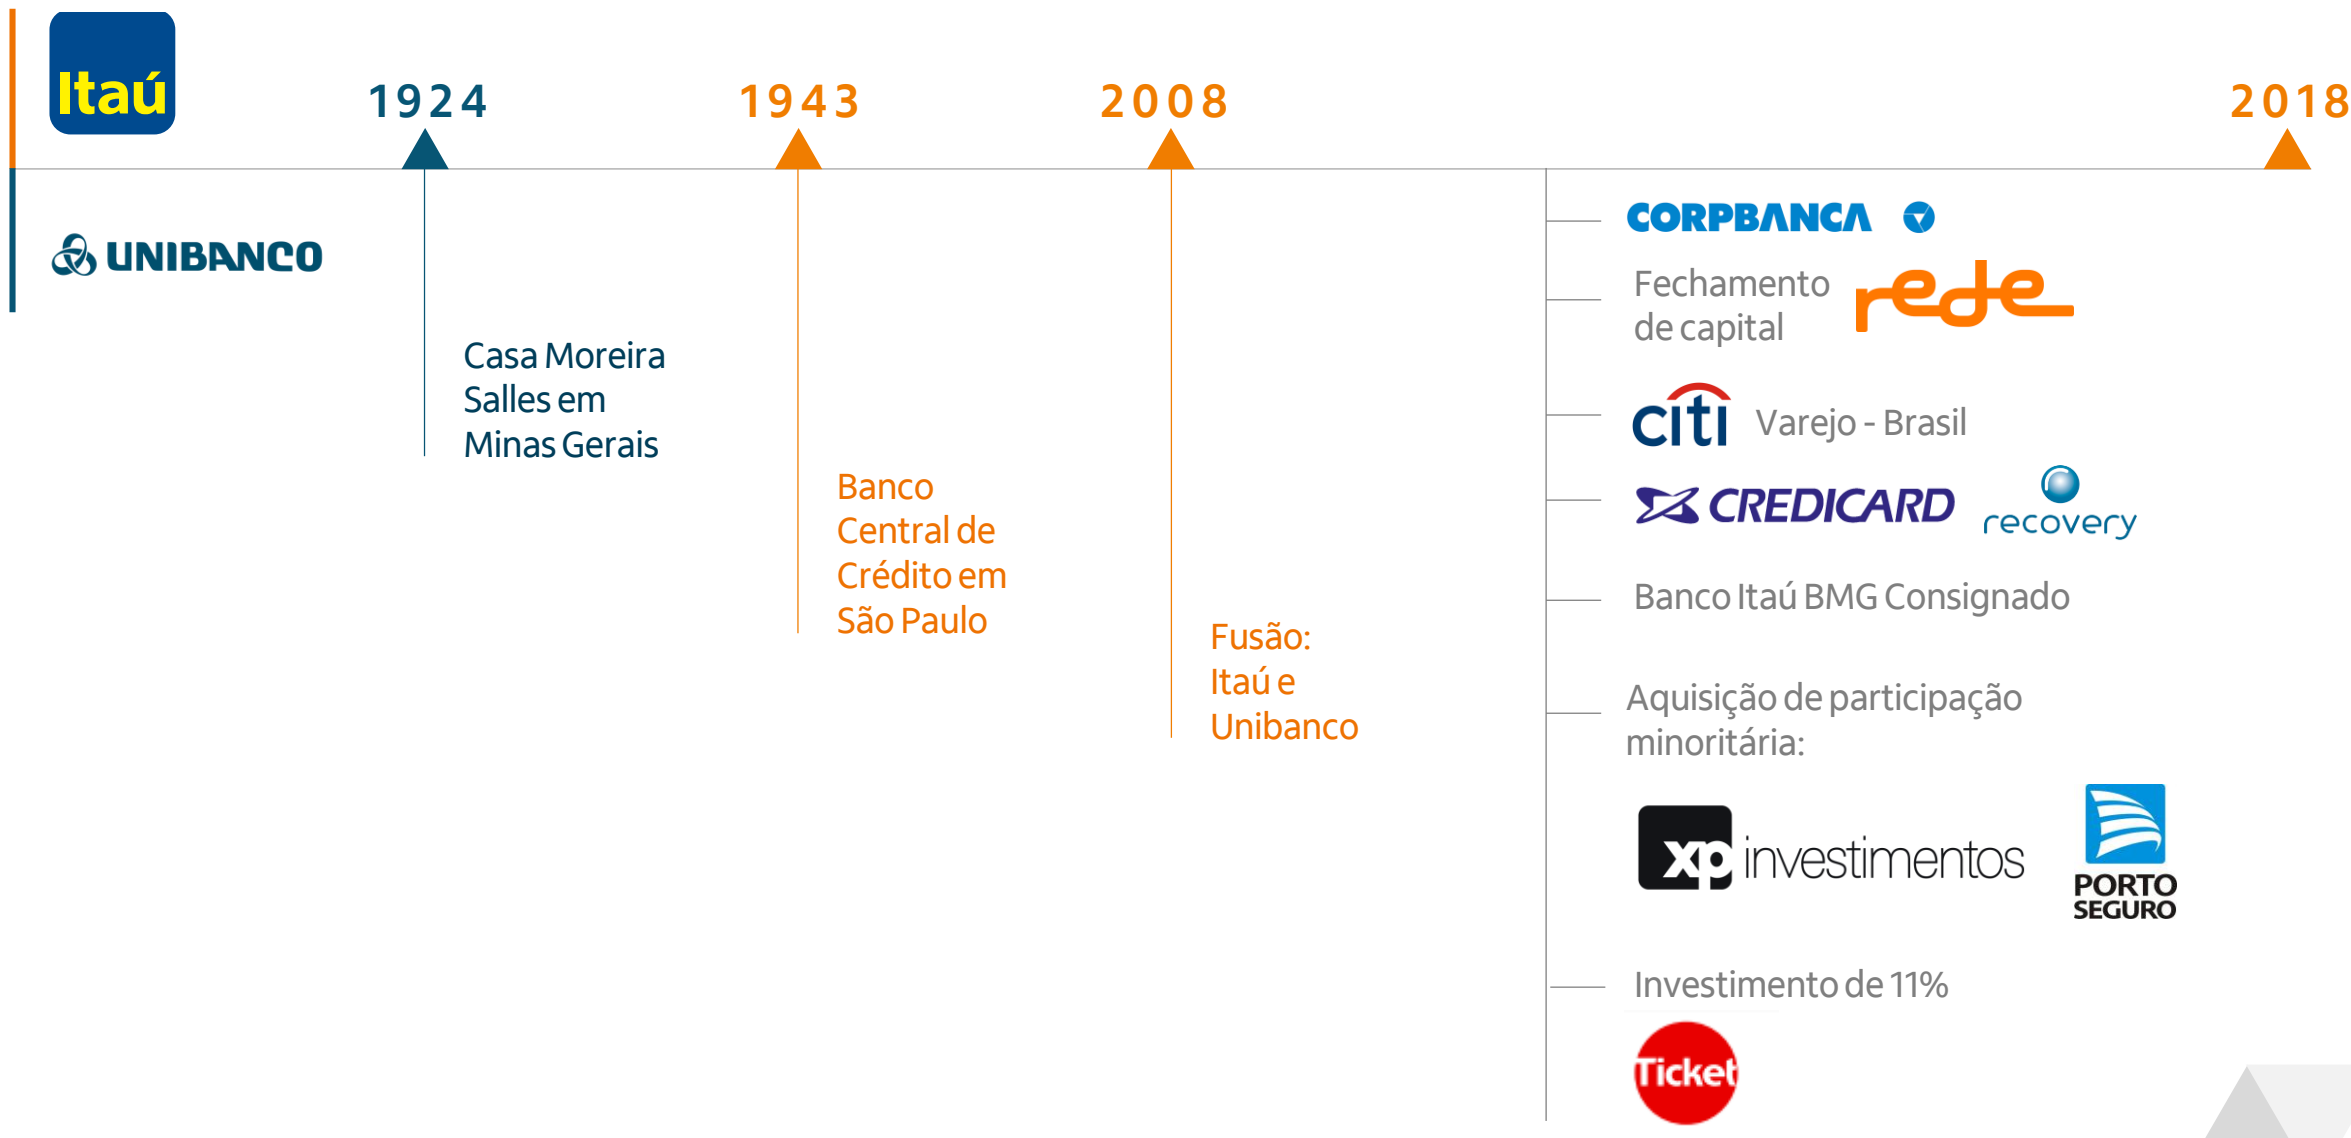 Itaú
1924
1943
2008
2018
UNIBANCO
Casa Moreira
Salles em
Minas Gerais
Banco
Central de
Crédito em
São Paulo
Fusão:
Itaú e
Unibanco
CORPBANCA
Fechamento
de capital
rede
citi Varejo - Brasil
CREDICARD
recovery
Banco Itaú BMG Consignado
Aquisição de participação
minoritária:
xp investimentos
PORTO
SEGURO
Investimento de 11%
Ticket